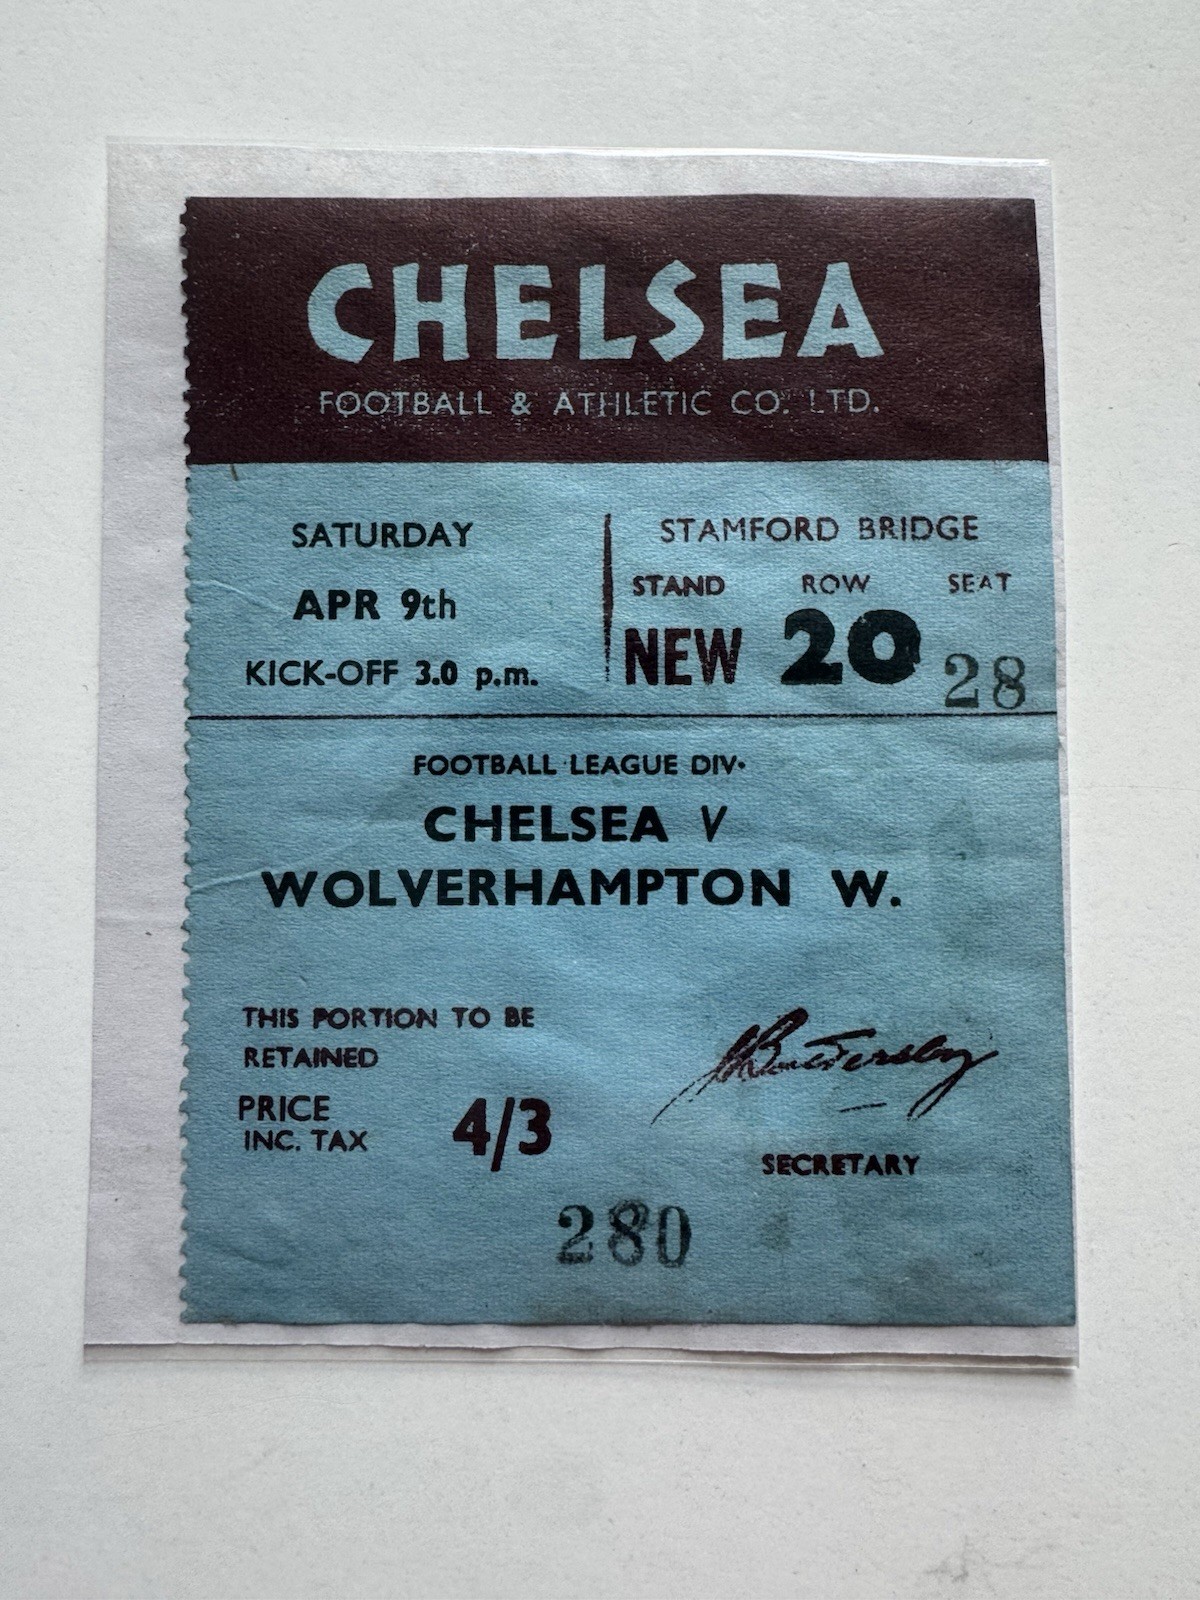 CHELSEA
FOOTBALL & ATHLETIC CO. LTD.
SATURDAY
APR 9th
KICK-OFF 3.0 p.m.
STAMFORD BRIDGE
STAND ROW SEAT
NEW 20 28
FOOTBALL LEAGUE DIV.
CHELSEA V
WOLVERHAMPTON W.
THIS PORTION TO BE
RETAINED
PRICE
INC. TAX
4/3
Battersby
SECRETARY
280